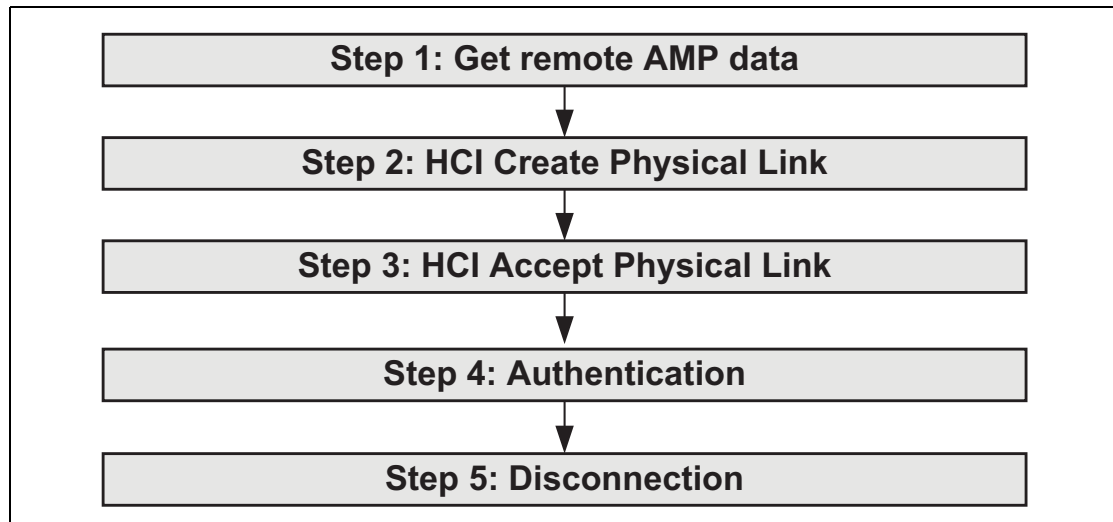 Step 1: Get remote AMP data
Step 2: HCI Create Physical Link
Step 3: HCI Accept Physical Link
Step 4: Authentication
Step 5: Disconnection